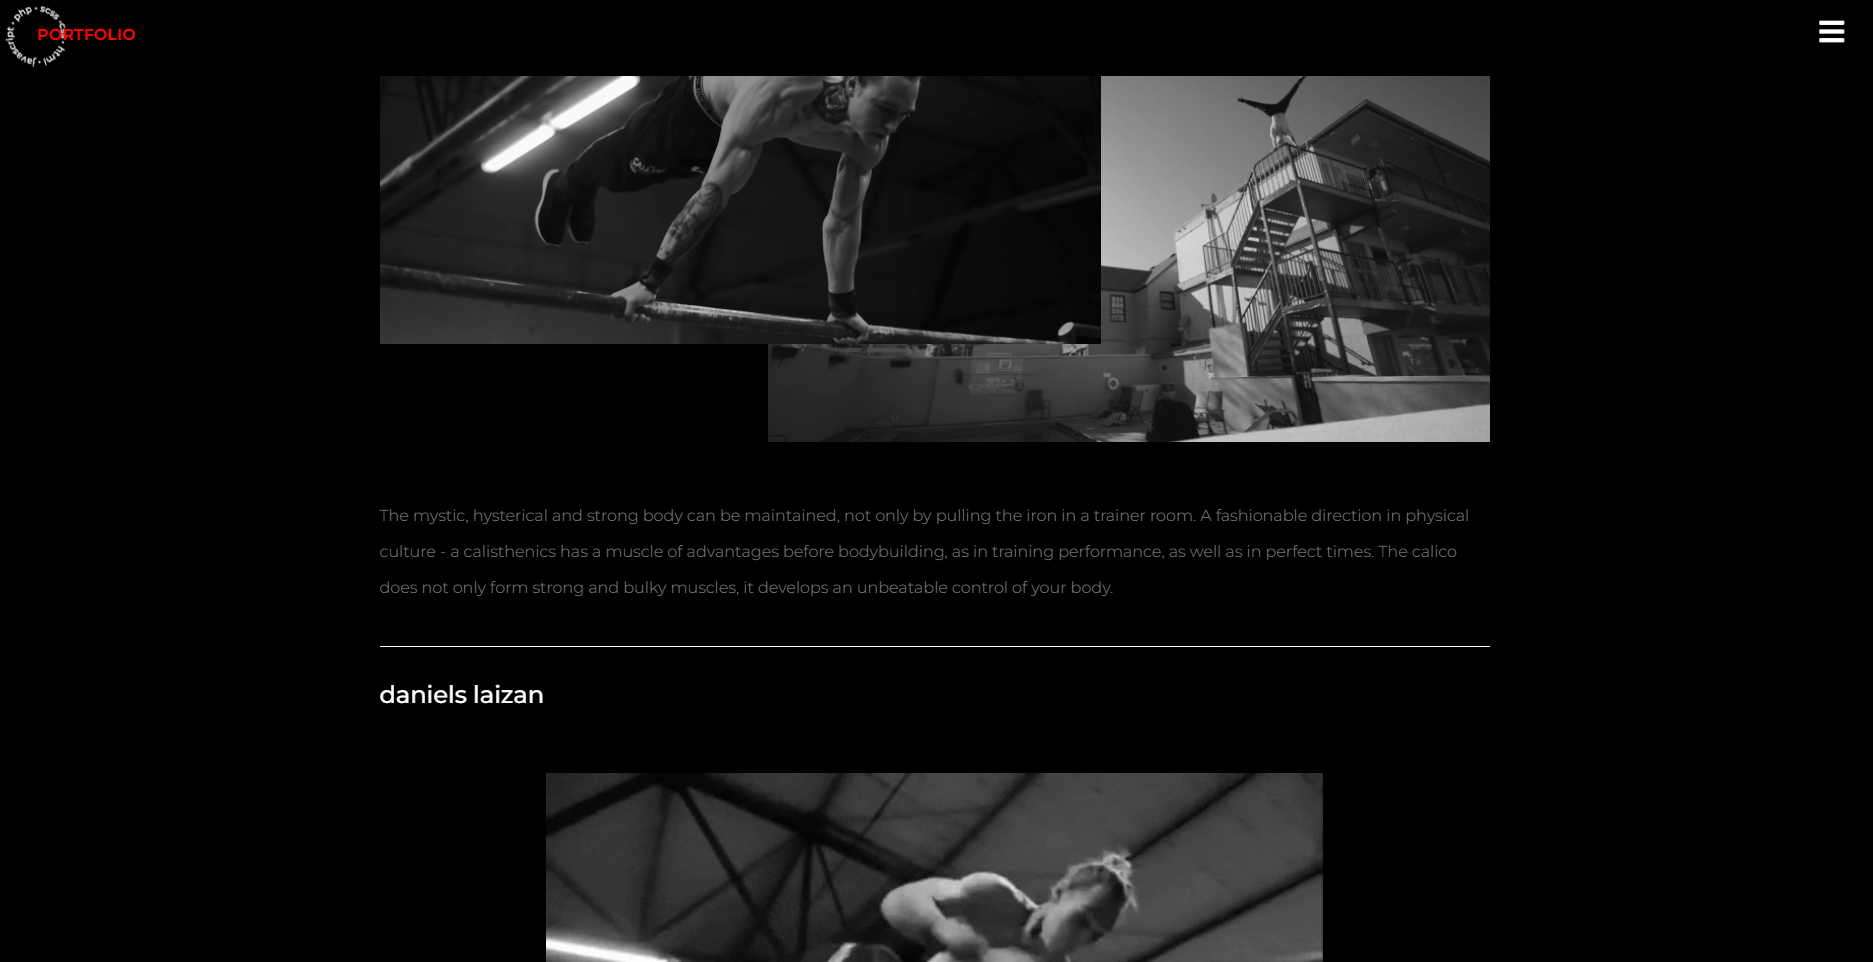 php • scss • css • html • javascript •
PORTFOLIO
The mystic, hysterical and strong body can be maintained, not only by pulling the iron in a trainer room. A fashionable direction in physical
culture - a calisthenics has a muscle of advantages before bodybuilding, as in training performance, as well as in perfect times. The calico
does not only form strong and bulky muscles, it develops an unbeatable control of your body.
daniels laizan